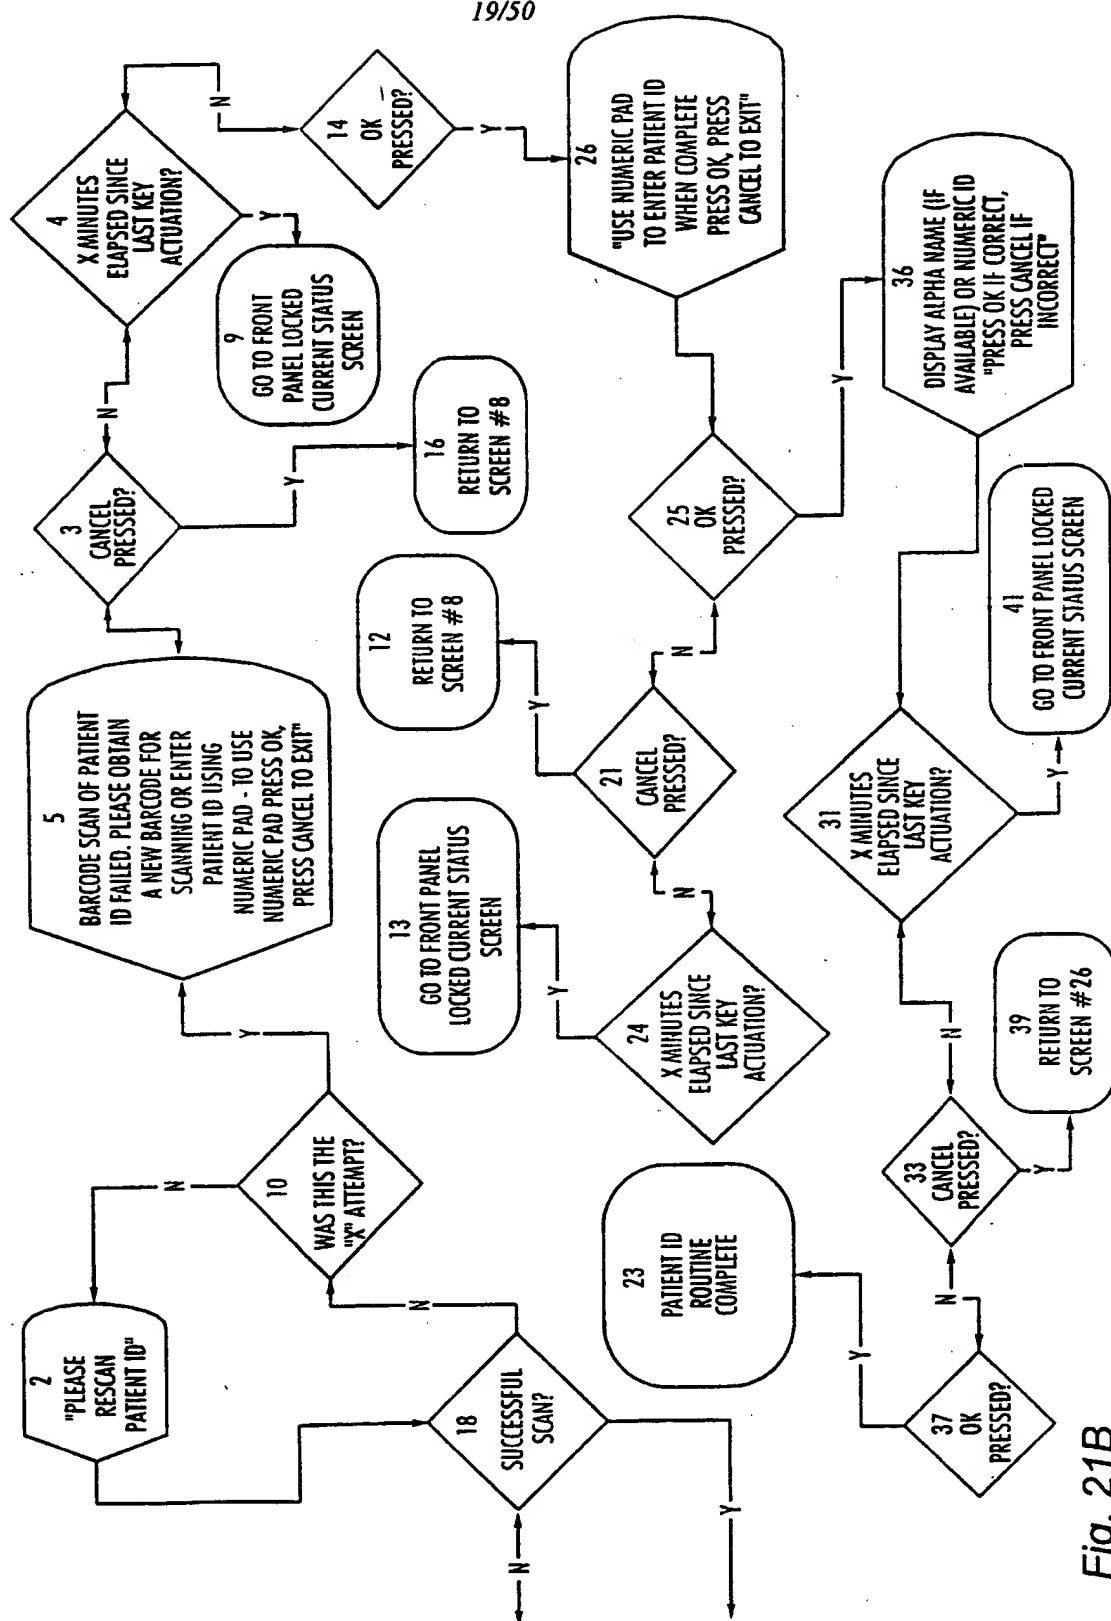 19/50
2
"PLEASE
RESCAN
PATIENT ID"
N
10
WAS THIS THE
"X" ATTEMPT?
Y
5
BARCODE SCAN OF PATIENT
ID FAILED. PLEASE OBTAIN
A NEW BARCODE FOR
SCANNING OR ENTER
PATIENT ID USING
NUMERIC PAD - TO USE
NUMERIC PAD PRESS OK,
PRESS CANCEL TO EXIT"
3
CANCEL
PRESSED?
N
Y
4
X MINUTES
ELAPSED SINCE
LAST KEY
ACTUATION?
Y
N
9
GO TO FRONT
PANEL LOCKED
CURRENT STATUS
SCREEN
16
RETURN TO
SCREEN #8
14
OK
PRESSED?
Y
18
SUCCESSFUL
SCAN?
N
N
Y
13
GO TO FRONT PANEL
LOCKED CURRENT STATUS
SCREEN
Y
12
RETURN TO
SCREEN #8
Y
24
X MINUTES
ELAPSED SINCE
LAST KEY
ACTUATION?
N
21
CANCEL
PRESSED?
N
25
OK
PRESSED?
Y
26
"USE NUMERIC PAD
TO ENTER PATIENT ID
WHEN COMPLETE
PRESS OK, PRESS
CANCEL TO EXIT"
23
PATIENT ID
ROUTINE
COMPLETE
Y
37
OK
PRESSED?
N
33
CANCEL
PRESSED?
N
Y
39
RETURN TO
SCREEN #26
31
X MINUTES
ELAPSED SINCE
LAST KEY
ACTUATION?
Y
41
GO TO FRONT PANEL LOCKED
CURRENT STATUS SCREEN
36
DISPLAY ALPHA NAME (IF
AVAILABLE) OR NUMERIC ID
"PRESS OK IF CORRECT,
PRESS CANCEL IF
INCORRECT"
Fig. 21B